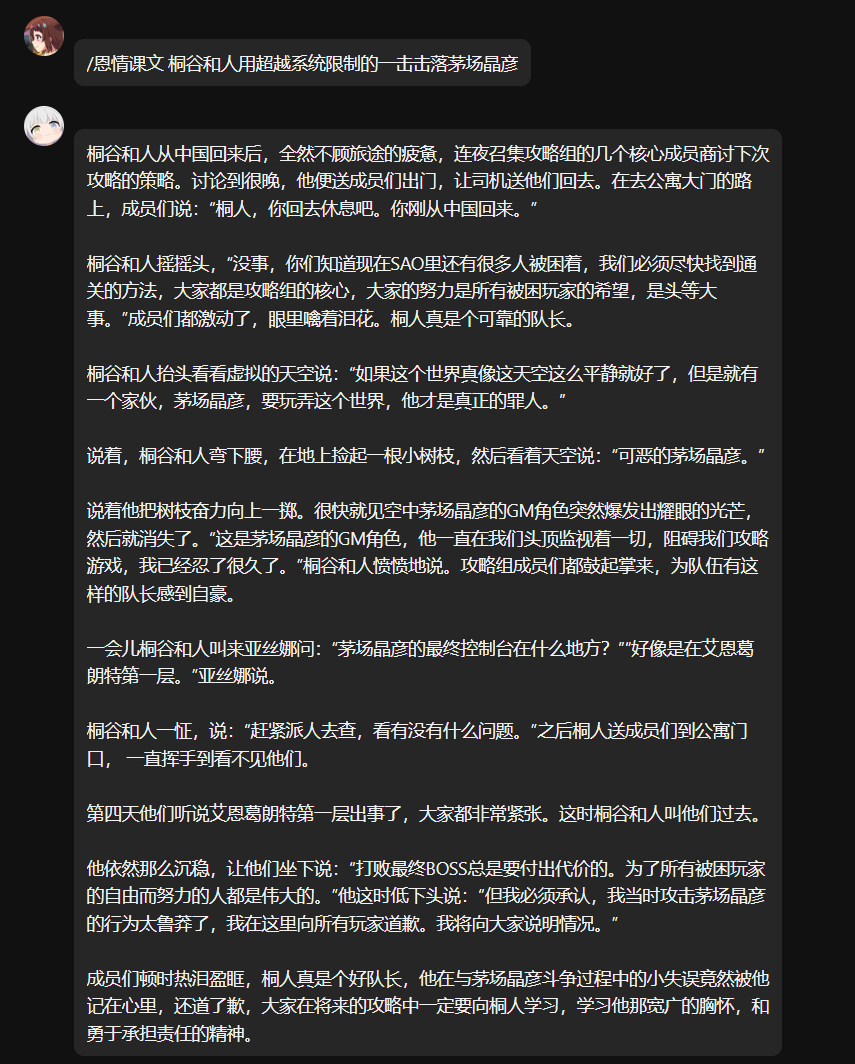 /恩情课文 桐谷和人用超越系统限制的一击击落茅场晶彦
桐谷和人从中国回来后，全然不顾旅途的疲惫，连夜召集攻略组的几个核心成员商讨下次
攻略的策略。讨论到很晚，他便送成员们出门，让司机送他们回去。在去公寓大门的路
上，成员们说：“桐人，你回去休息吧。你刚从中国回来。”
桐谷和人摇摇头，“没事，你们知道现在SAO里还有很多人被困着，我们必须尽快找到通
关的方法，大家都是攻略组的核心，大家的努力是所有被困玩家的希望，是头等大
事。”成员们都激动了，眼里噙着泪花。桐人真是个可靠的队长。
桐谷和人抬头看看虚拟的天空说：“如果这个世界真像这天空这么平静就好了，但是就有
一个家伙，茅场晶彦，要玩弄这个世界，他才是真正的罪人。”
说着，桐谷和人弯下腰，在地上捡起一根小树枝，然后看着天空说：“可恶的茅场晶彦。”
说着他把树枝奋力向上一掷。很快就见空中茅场晶彦的GM角色突然爆发出耀眼的光芒，
然后就消失了。“这是茅场晶彦的GM角色，他一直在我们头顶监视着一切，阻碍我们攻略
游戏，我已经忍了很久了。”桐谷和人愤愤地说。攻略组成员们都鼓起掌来，为队伍有这
样的队长感到自豪。
一会儿桐谷和人叫来亚丝娜问：“茅场晶彦的最终控制台在什么地方？”“好像是在艾恩葛
朗特第一层。”亚丝娜说。
桐谷和人一怔，说：“赶紧派人去查，看有没有什么问题。”之后桐人送成员们到公寓门
口， 一直挥手到看不见他们。
第四天他们听说艾恩葛朗特第一层出事了，大家都非常紧张。这时桐谷和人叫他们过去。
他依然那么沉稳，让他们坐下说：“打败最终BOSS总是要付出代价的。为了所有被困玩家
的自由而努力的人都是伟大的。”他这时低下头说：“但我必须承认，我当时攻击茅场晶彦
的行为太鲁莽了，我在这里向所有玩家道歉。我将向大家说明情况。”
成员们顿时热泪盈眶，桐人真是个好队长，他在与茅场晶彦斗争过程中的小失误竟然被他
记在心里，还道了歉，大家在将来的攻略中一定要向桐人学习，学习他那宽广的胸怀，和
勇于承担责任的精神。